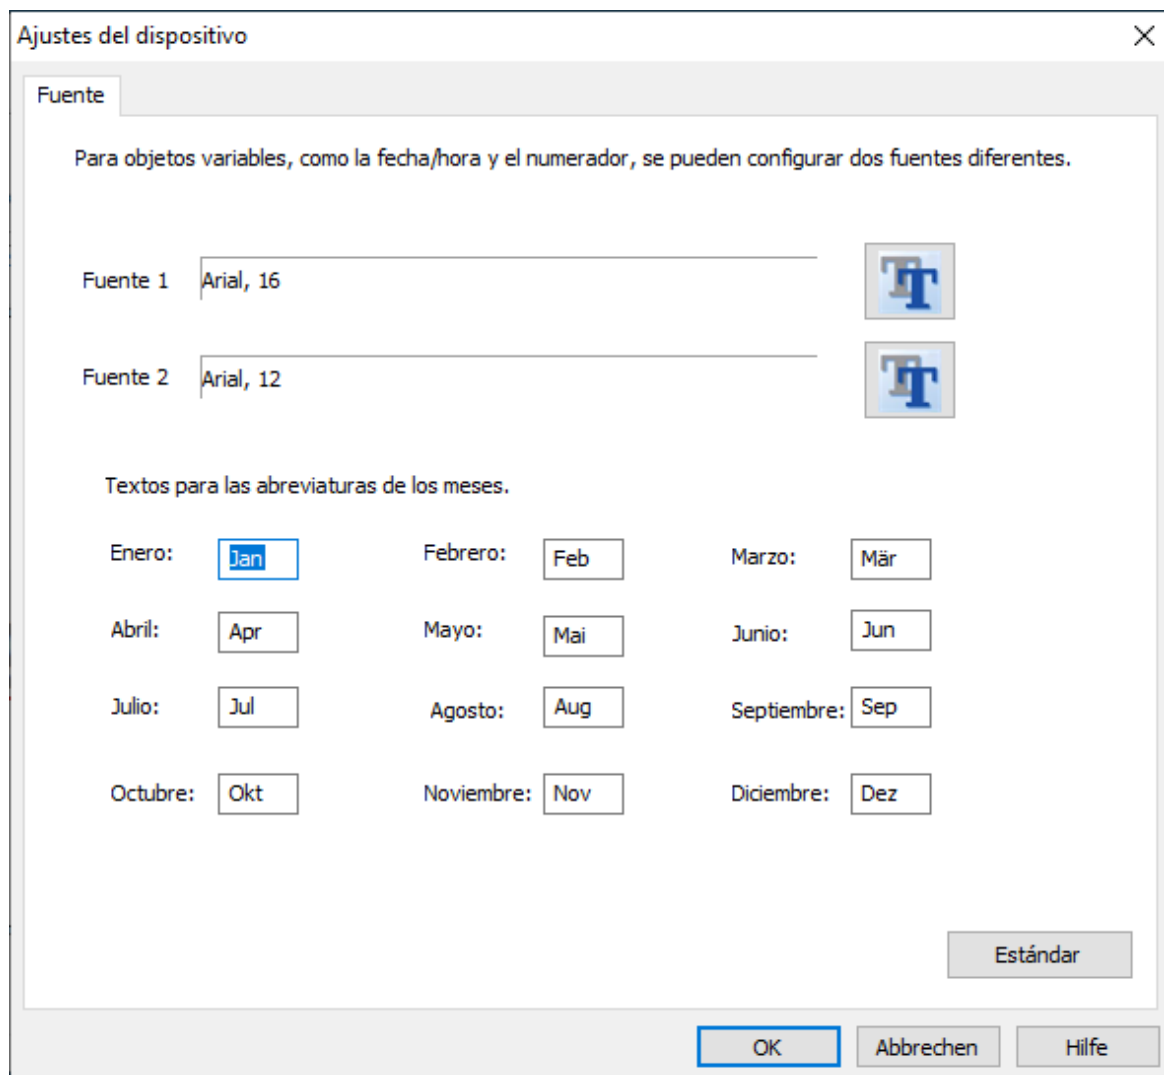 Ajustes del dispositivo
Fuente
Para objetos variables, como la fecha/hora y el numerador, se pueden configurar dos fuentes diferentes.
Fuente 1 Arial, 16
Fuente 2 Arial, 12
Textos para las abreviaturas de los meses.
Enero: Jan Febrero: Feb Marzo: Mär
Abril: Apr Mayo: Mai Junio: Jun
Julio: Jul Agosto: Aug Septiembre: Sep
Octubre: Okt Noviembre: Nov Diciembre: Dez
Estándar
OK Abbrechen Hilfe